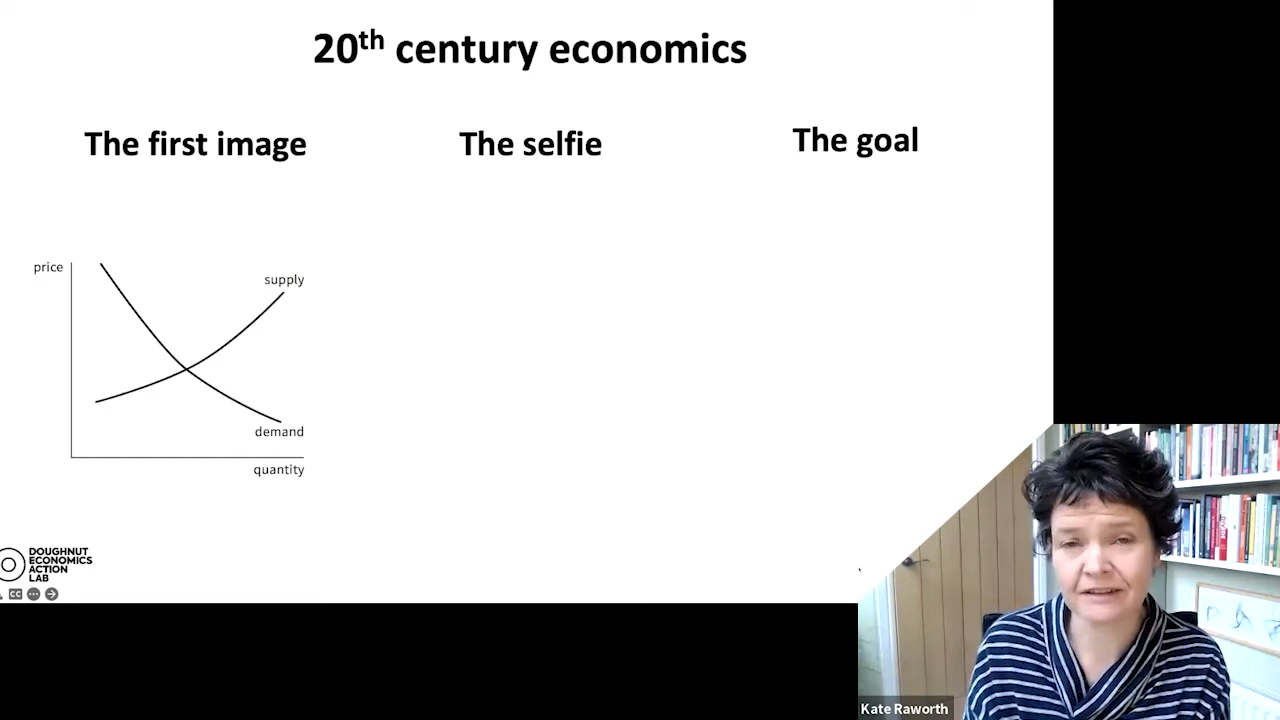 20th century economics
The first image
The selfie
The goal
price
supply
demand
quantity
DOUGHNUT
ECONOMICS
ACTION
LAB
CC
Kate Raworth